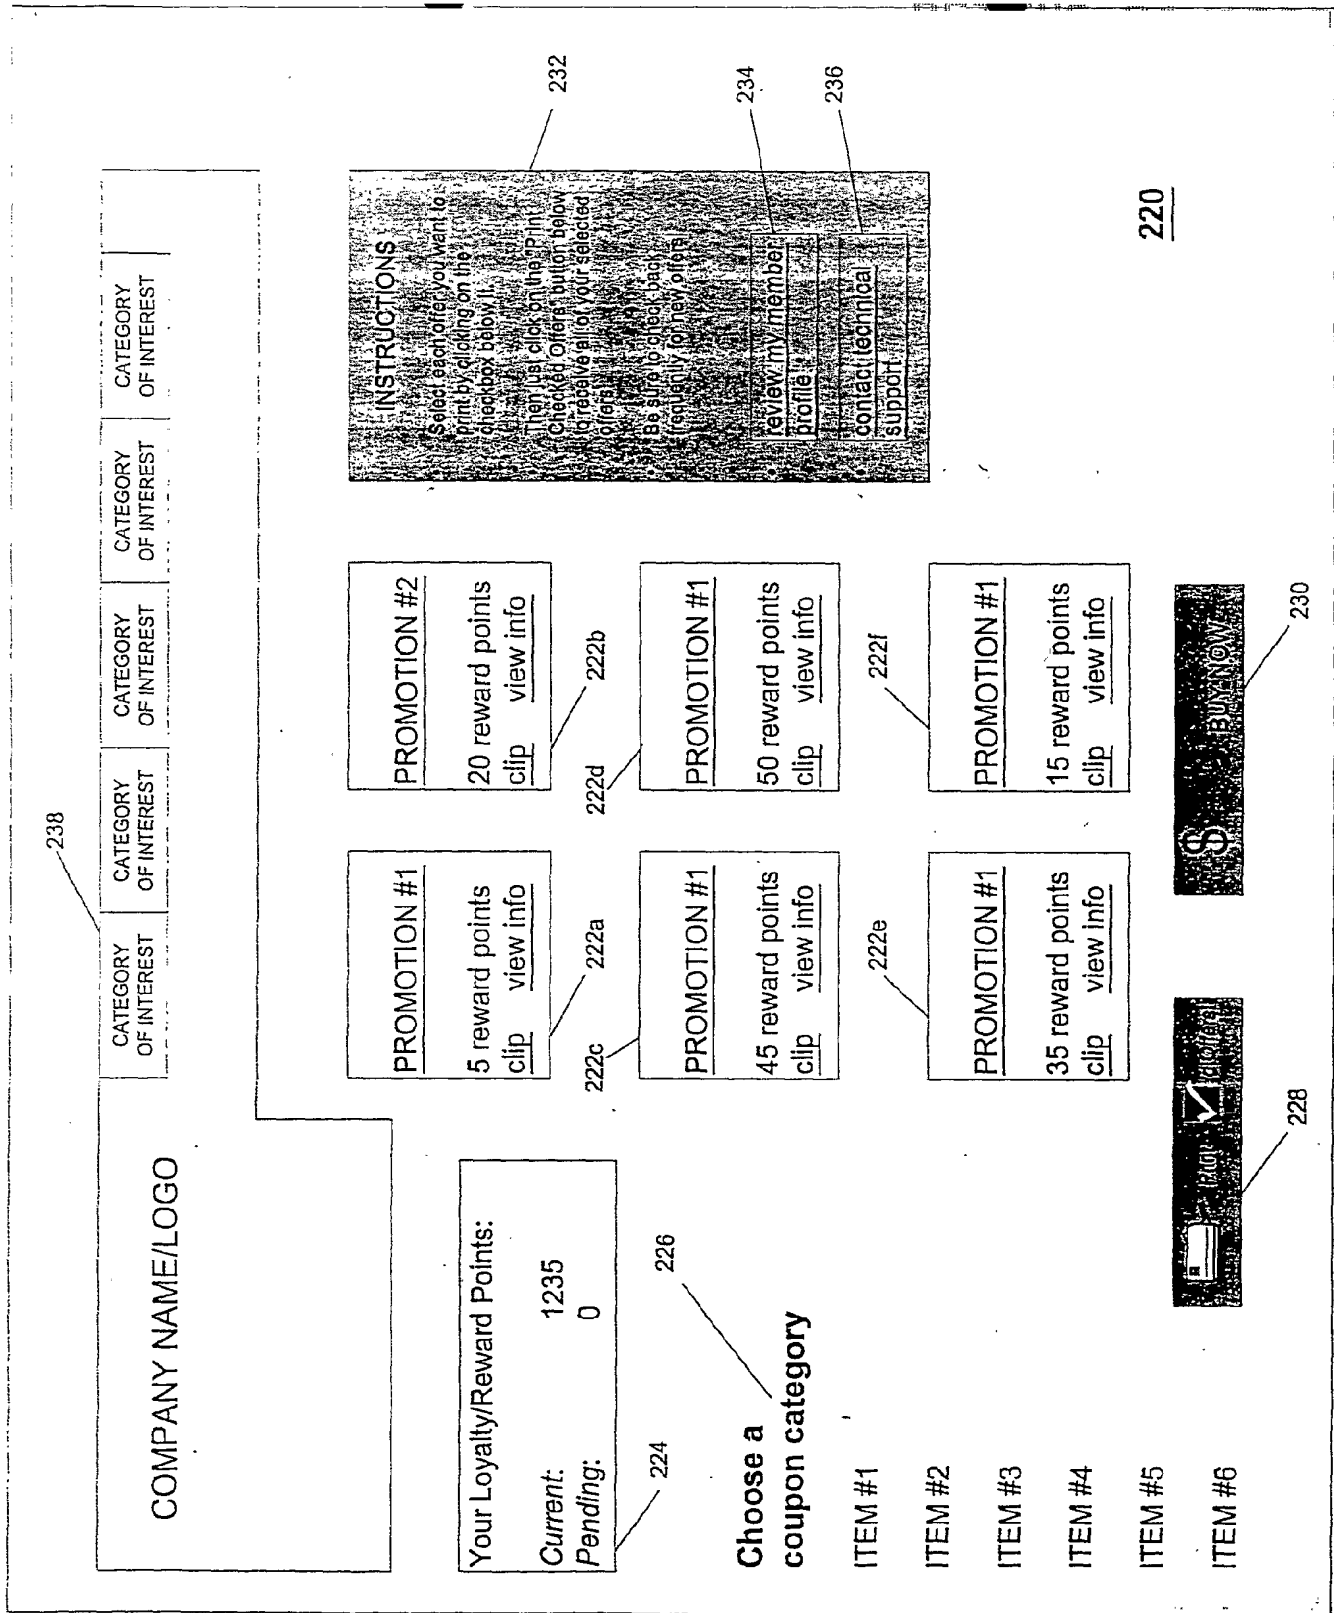 238
CATEGORY
OF INTEREST
CATEGORY
OF INTEREST
CATEGORY
OF INTEREST
CATEGORY
OF INTEREST
CATEGORY
OF INTEREST
COMPANY NAME/LOGO
Your Loyalty/Reward Points:
Current: 1235
Pending: 0
224
226
Choose a
coupon category
ITEM #1
ITEM #2
ITEM #3
ITEM #4
ITEM #5
ITEM #6
PROMOTION #1
5 reward points
clip view info
222a
PROMOTION #2
20 reward points
clip view info
222b
222c
PROMOTION #1
45 reward points
clip view info
222d
PROMOTION #1
50 reward points
clip view info
222e
PROMOTION #1
35 reward points
clip view info
222f
PROMOTION #1
15 reward points
clip view info
232
INSTRUCTIONS
Select each offer you want to
print by clicking on the
checkbox below it.
Then just click on the "Print
Checked Offers" button below
to receive all of your selected
offers
Be sure to check back
frequently for new offers
234
review my member
profile
236
contact technical
support
Print
228
$ BUY NOW
230
220